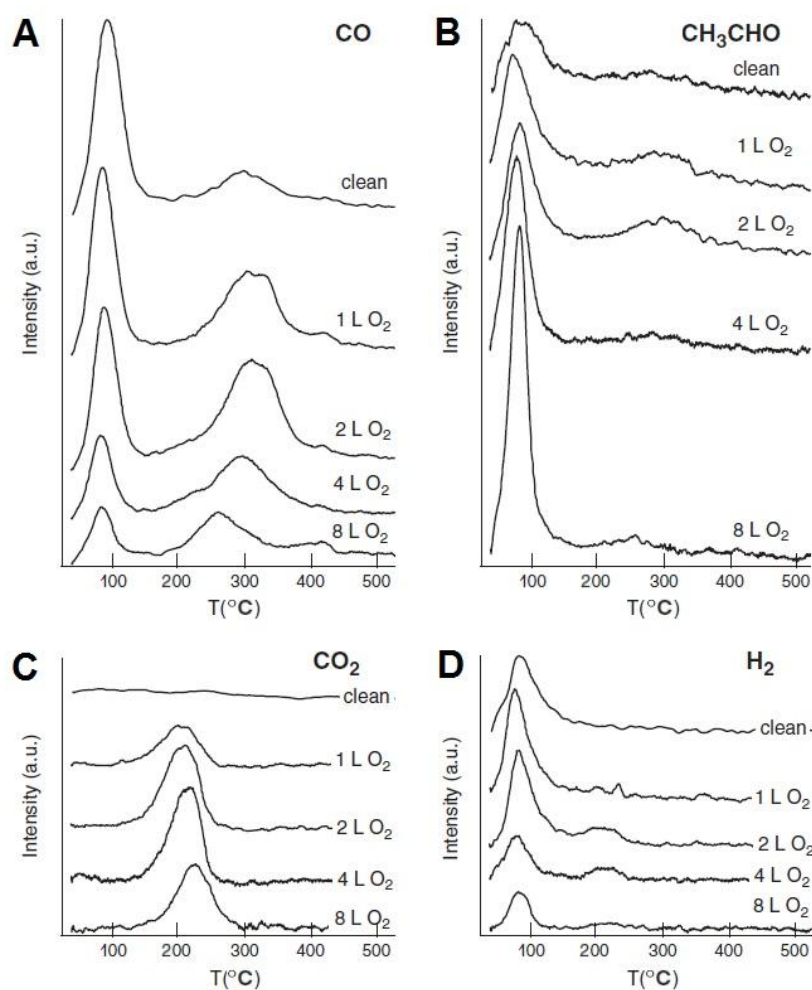 A
CO
clean
1 L O₂
2 L O₂
4 L O₂
8 L O₂
Intensity (a.u.)
100 200 300 400 500
T(°C)
B
CH₃CHO
clean
1 L O₂
2 L O₂
4 L O₂
8 L O₂
Intensity (a.u.)
100 200 300 400 500
T(°C)
C
CO₂
clean
1 L O₂
2 L O₂
4 L O₂
8 L O₂
Intensity (a.u.)
100 200 300 400 500
T(°C)
D
H₂
clean
1 L O₂
2 L O₂
4 L O₂
8 L O₂
Intensity (a.u.)
100 200 300 400 500
T(°C)